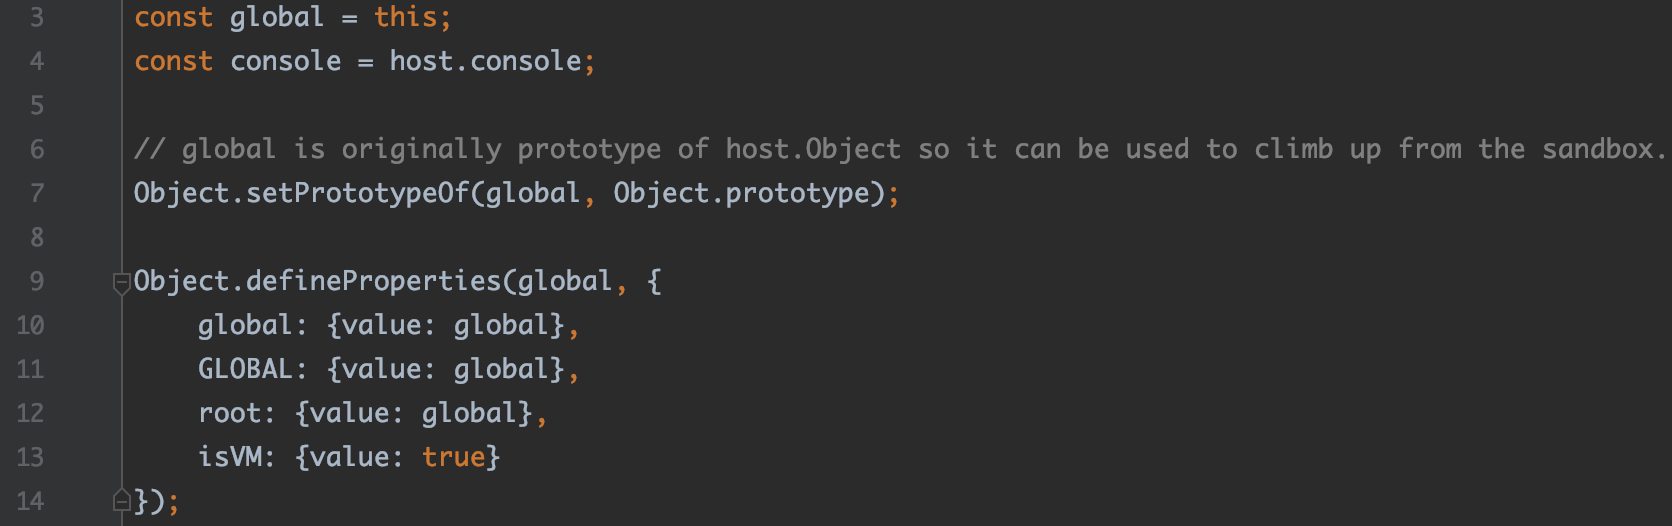 3 const global = this;
4 const console = host.console;
5
6 // global is originally prototype of host.Object so it can be used to climb up from the sandbox.
7 Object.setPrototypeOf(global, Object.prototype);
8
9 Object.defineProperties(global, {
10     global: {value: global},
11     GLOBAL: {value: global},
12     root: {value: global},
13     isVM: {value: true}
14 });